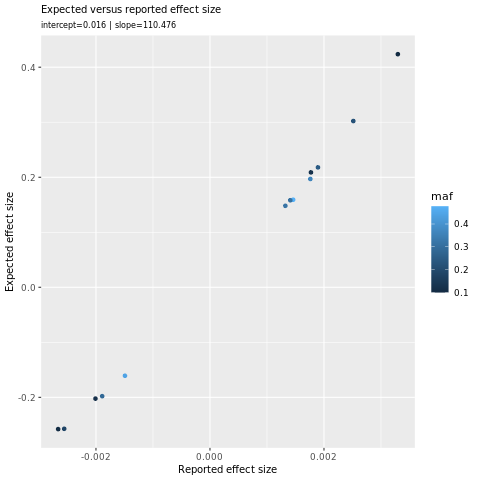 Expected versus reported effect size
intercept=0.016 | slope=110.476
0.4
0.2
0.0
-0.2
Expected effect size
-0.002
0.000
0.002
Reported effect size
maf
0.4
0.3
0.2
0.1